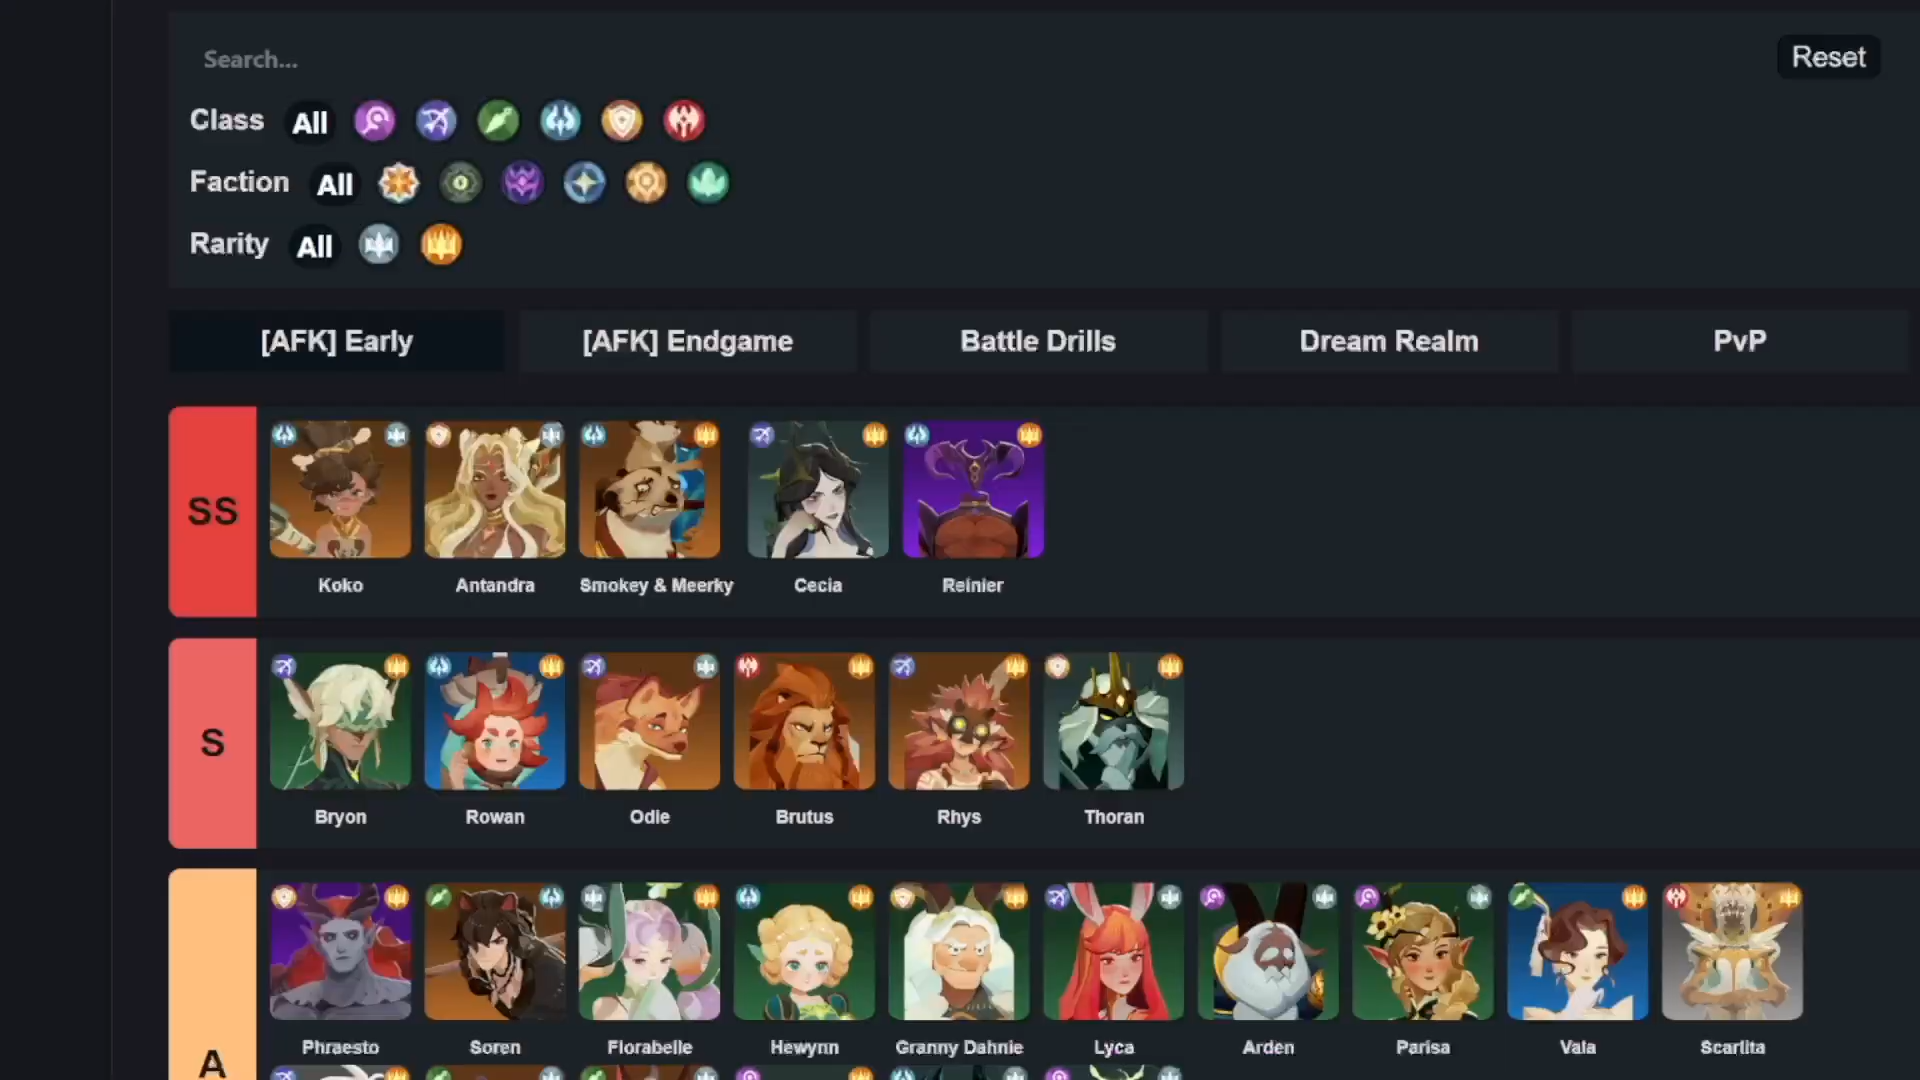 Search...
Reset
Class All
Faction All
Rarity All
[AFK] Early [AFK] Endgame Battle Drills Dream Realm PvP
SS
Koko Antandra Smokey & Meerky Cecia Reinier
S
Bryon Rowan Odie Brutus Rhys Thoran
A
Phraesto Soren Florabelle Hewynn Granny Dahnie Lyca Arden Parisa Vala Scarlita